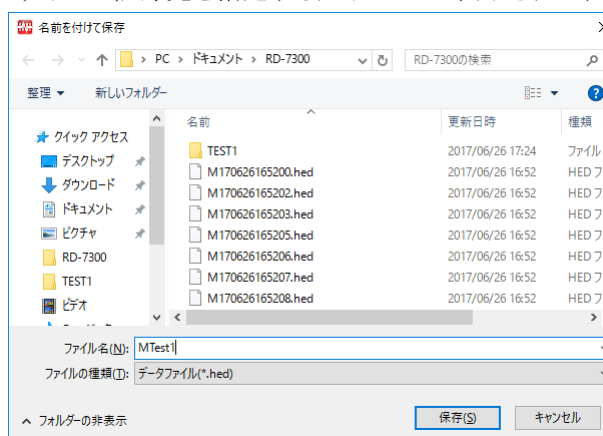 名前を付けて保存
PC > ドキュメント > RD-7300
RD-7300の検索
整理 新しいフォルダー
名前 更新日時 種類
クイック アクセス
デスクトップ
ダウンロード
ドキュメント
ピクチャ
RD-7300
TEST1
ビデオ
TEST1 2017/06/26 17:24 ファイル
M170626165200.hed 2017/06/26 16:52 HED フ
M170626165202.hed 2017/06/26 16:52 HED フ
M170626165203.hed 2017/06/26 16:52 HED フ
M170626165205.hed 2017/06/26 16:52 HED フ
M170626165206.hed 2017/06/26 16:52 HED フ
M170626165207.hed 2017/06/26 16:52 HED フ
M170626165208.hed 2017/06/26 16:52 HED フ
ファイル名(N): MTest1
ファイルの種類(T): データファイル(*.hed)
フォルダーの非表示
保存(S) キャンセル